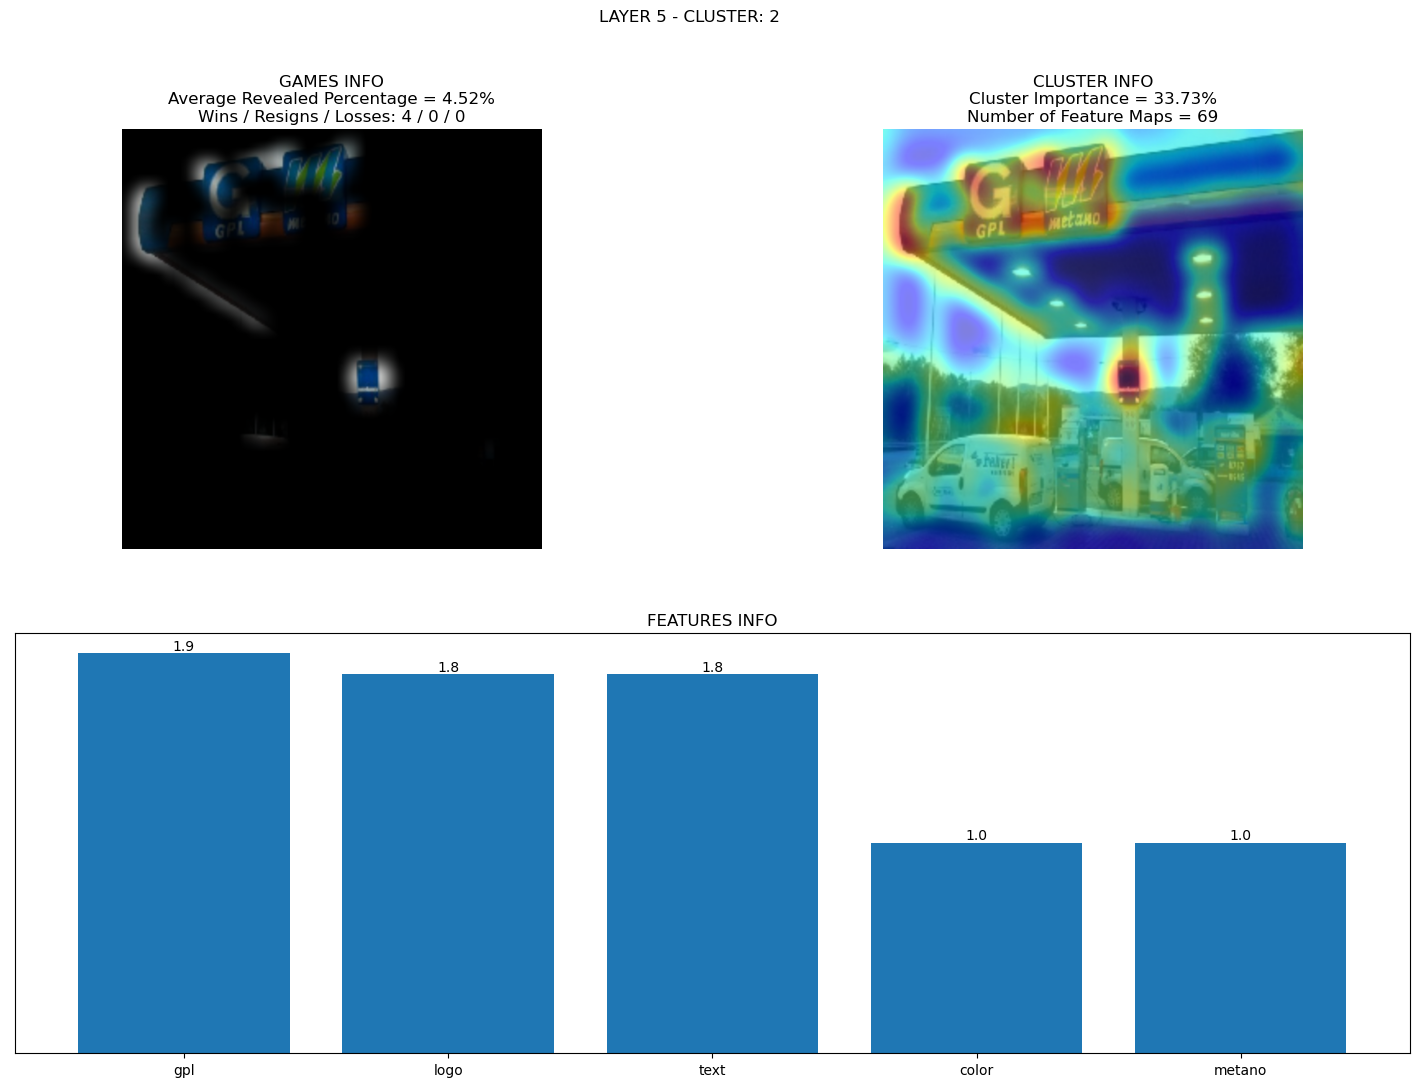 LAYER 5 - CLUSTER: 2
GAMES INFO
Average Revealed Percentage = 4.52%
Wins / Resigns / Losses: 4 / 0 / 0
G
GPL
CLUSTER INFO
Cluster Importance = 33.73%
Number of Feature Maps = 69
G
GPL
metano
FEATURES INFO
1.9
1.8
1.8
1.0
1.0
gpl
logo
text
color
metano